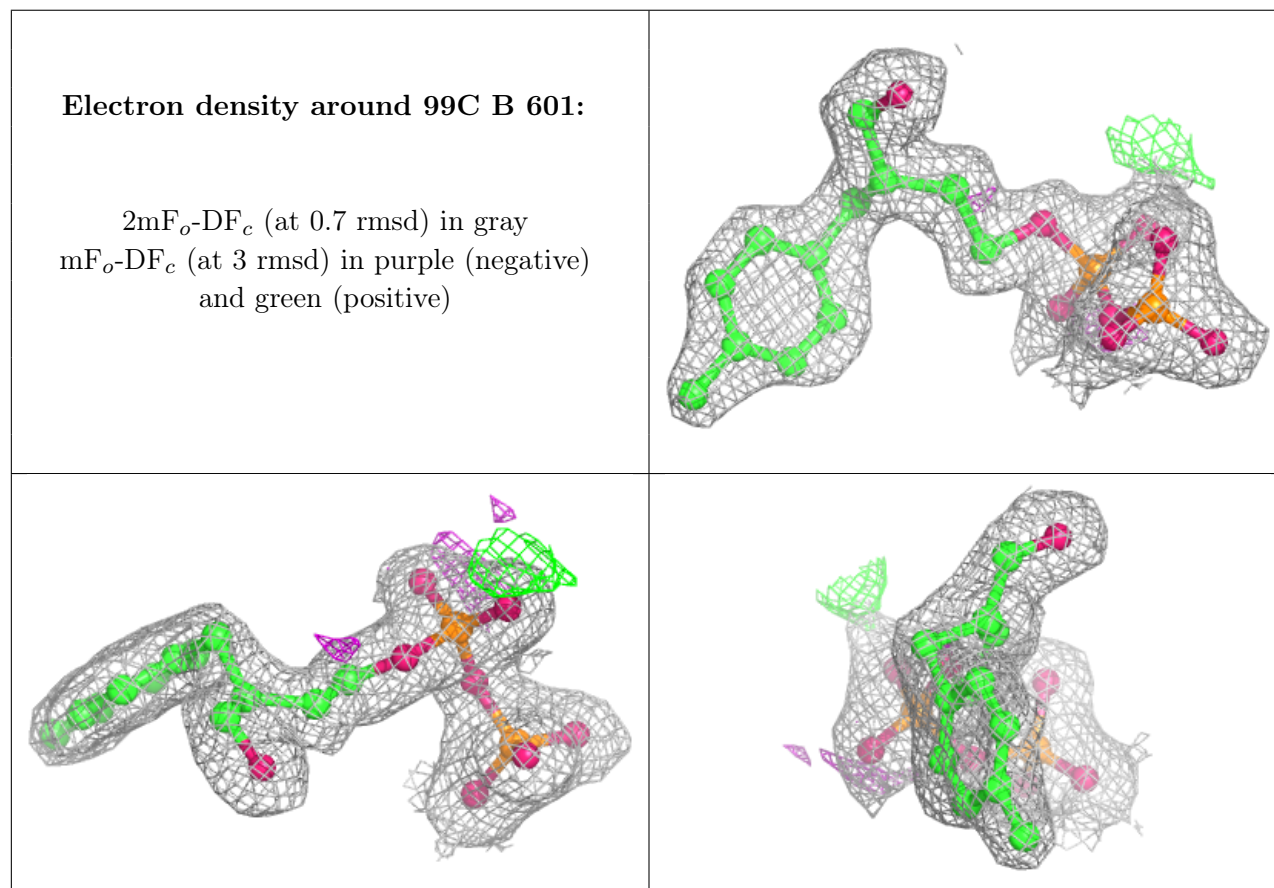 Electron density around 99C B 601:
2mFo-DFc (at 0.7 rmsd) in gray
mFo-DFc (at 3 rmsd) in purple (negative)
and green (positive)